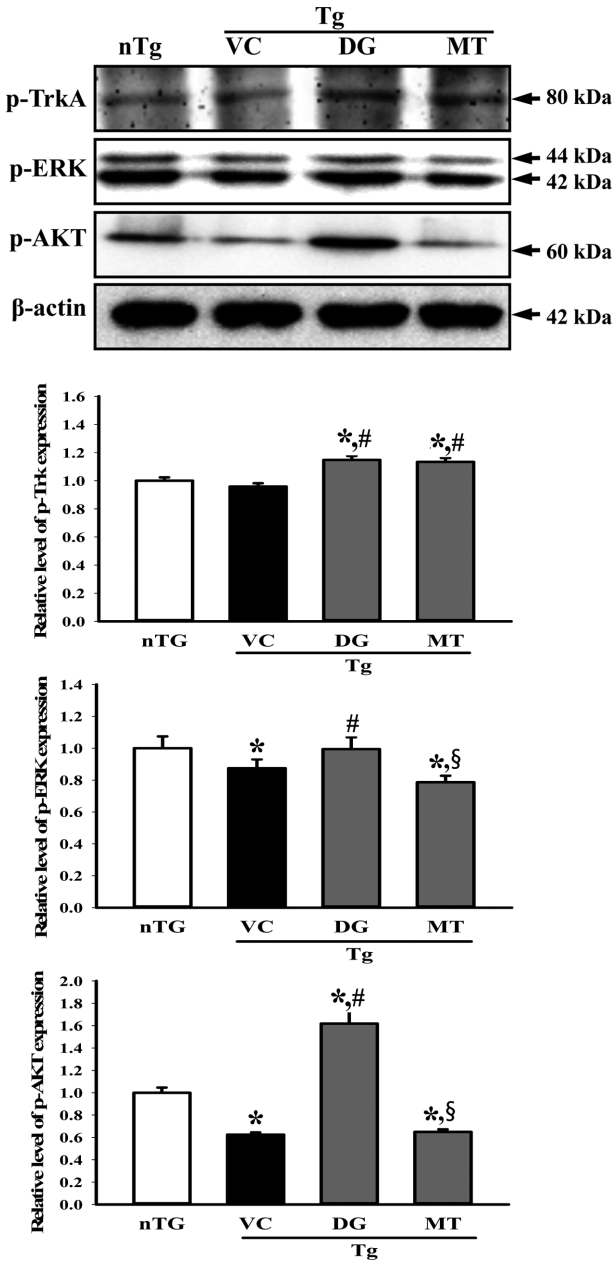 Tg
nTg VC DG MT
p-TrkA 80 kDa
p-ERK 44 kDa
42 kDa
p-AKT 60 kDa
β-actin 42 kDa
Relative level of p-Trk expression
1.6
1.4
1.2
1.0
0.8
0.6
0.4
0.2
0.0
*,# *,#
nTG VC DG MT
Tg
Relative level of p-ERK expression
1.4
1.2
1.0
0.8
0.6
0.4
0.2
0.0
* # *,§
nTG VC DG MT
Tg
Relative level of p-AKT expression
2.0
1.8
1.6
1.4
1.2
1.0
0.8
0.6
0.4
0.2
0.0
* *,# *,§
nTG VC DG MT
Tg